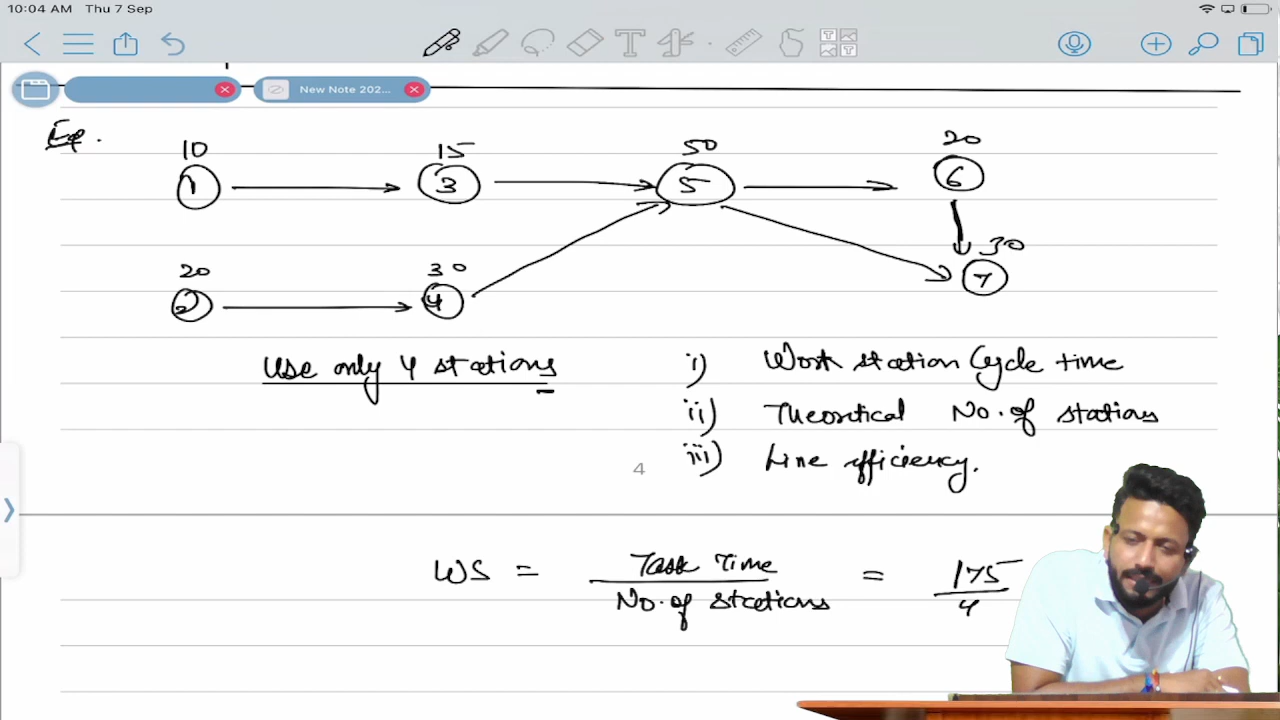 10:04 AM Thu 7 Sep
New Note 202...
Eg.
10 15 50 20
1 3 5 6
20 30 30
2 4 7
Use only 4 stations
i) Work station Cycle time
ii) Theoretical No. of stations
iii) Line efficiency.
4
WS = Task Time / No. of stations = 175 / 4